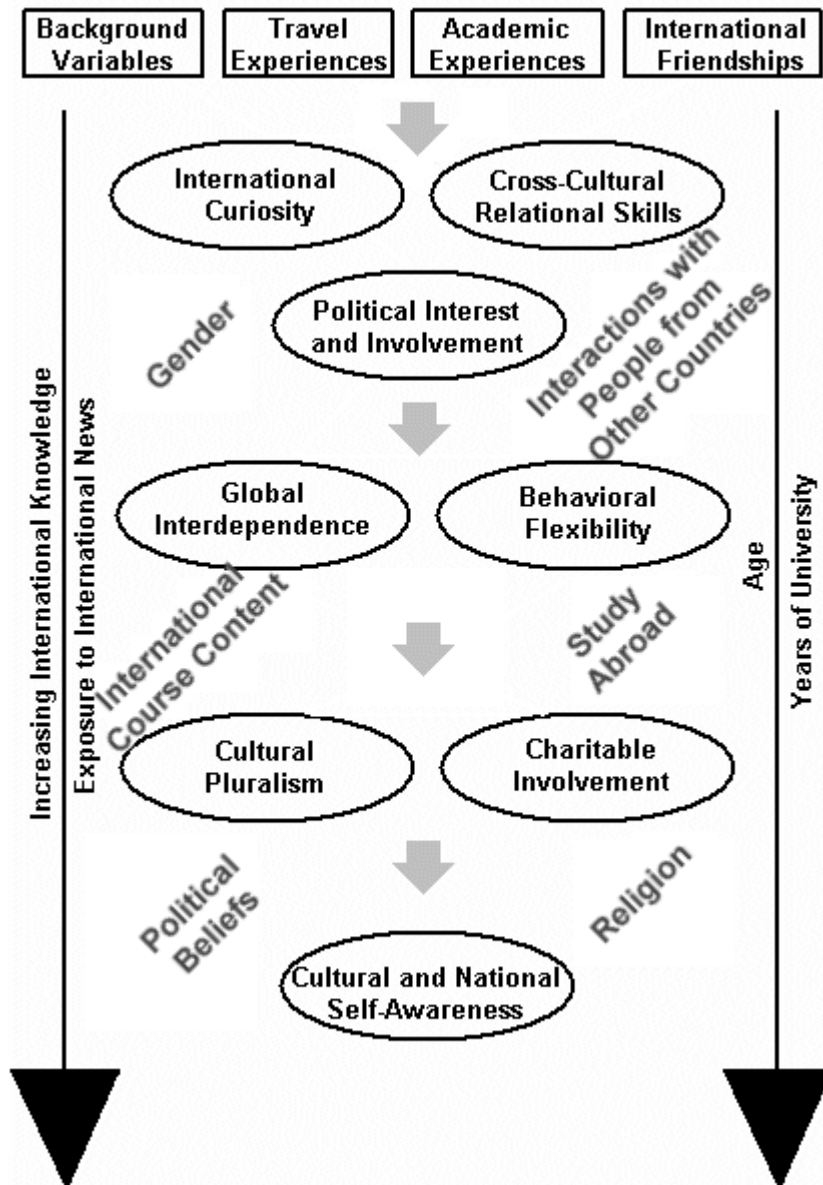 Background
Variables
Travel
Experiences
Academic
Experiences
International
Friendships
International
Curiosity
Cross-Cultural
Relational Skills
Political Interest
and Involvement
Gender
Interactions with
People from
Other Countries
Global
Interdependence
Behavioral
Flexibility
International
Course Content
Study
Abroad
Cultural
Pluralism
Charitable
Involvement
Political
Beliefs
Religion
Cultural and National
Self-Awareness
Increasing International Knowledge
Exposure to International News
Age
Years of University